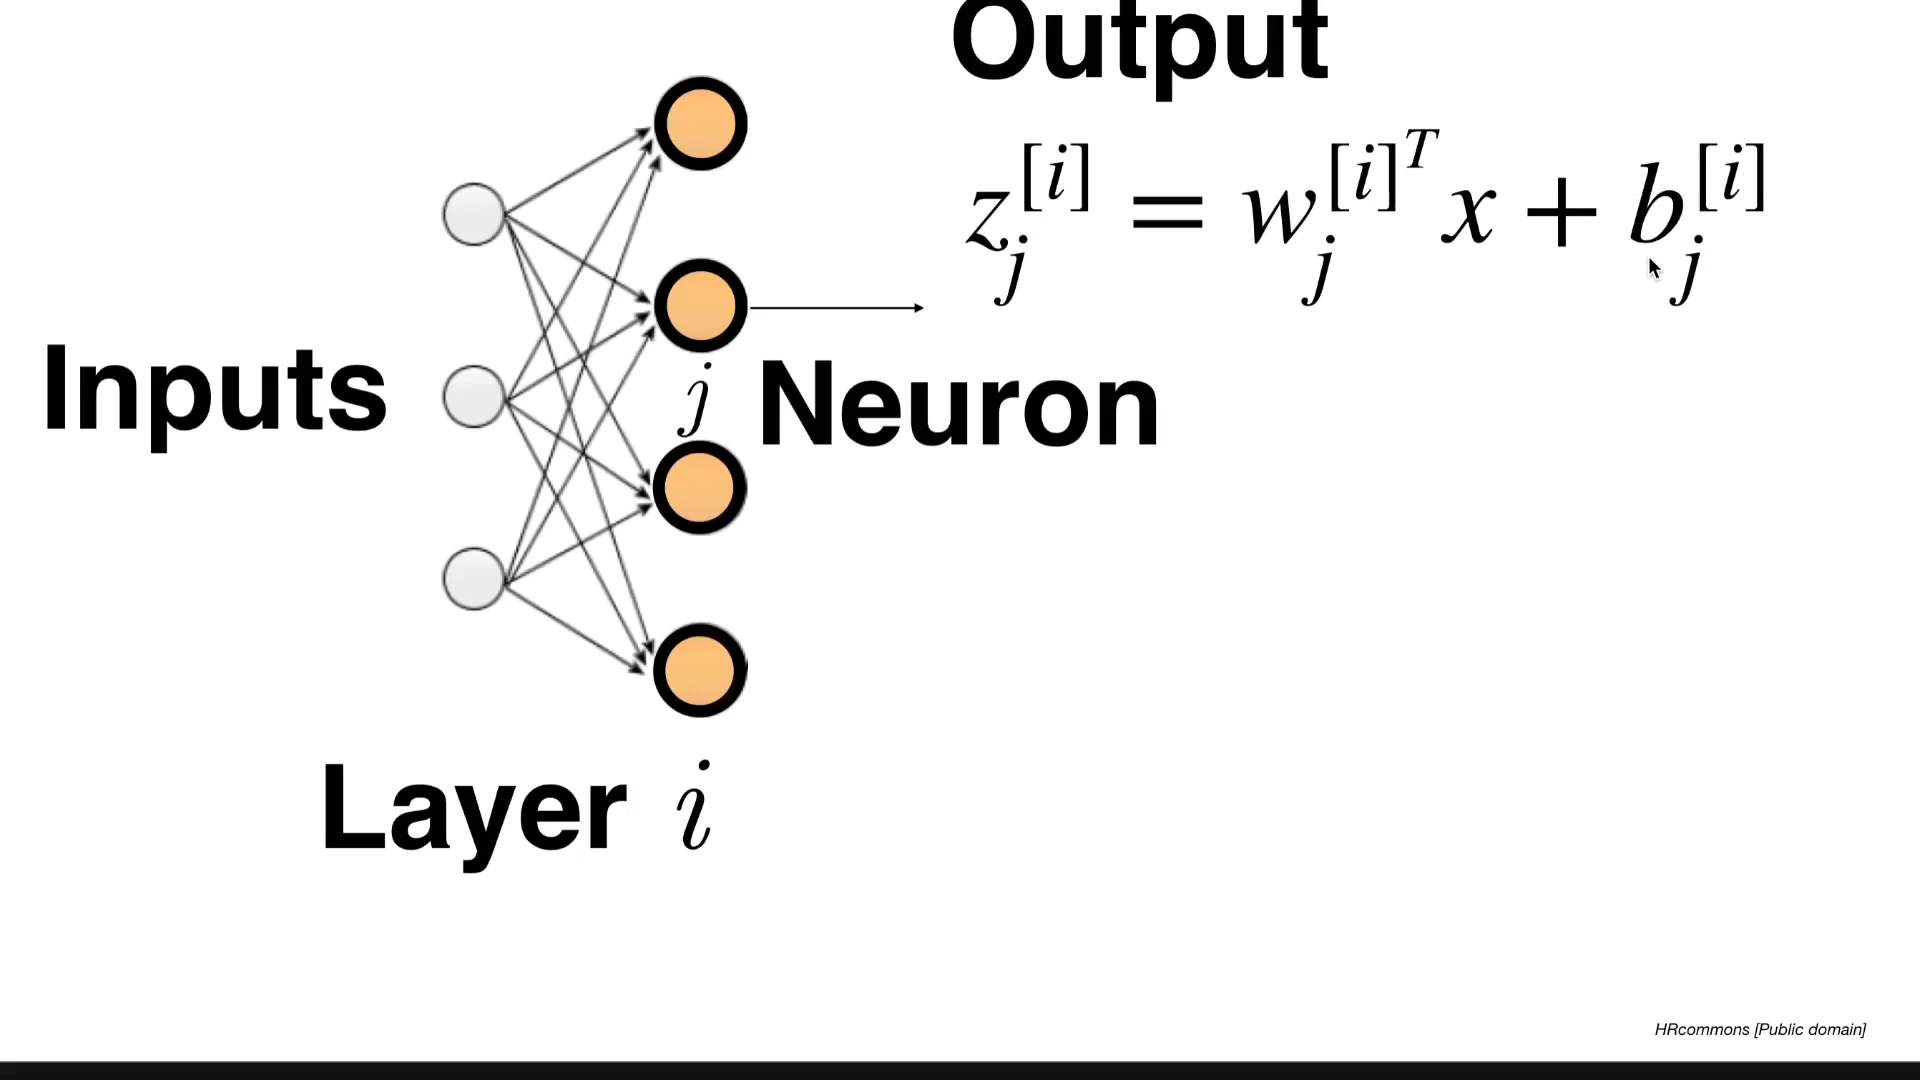 Output
z_j^{[i]} = w_j^{[i]^T} x + b_j^{[i]}
Inputs
j Neuron
Layer i
HRcommons [Public domain]